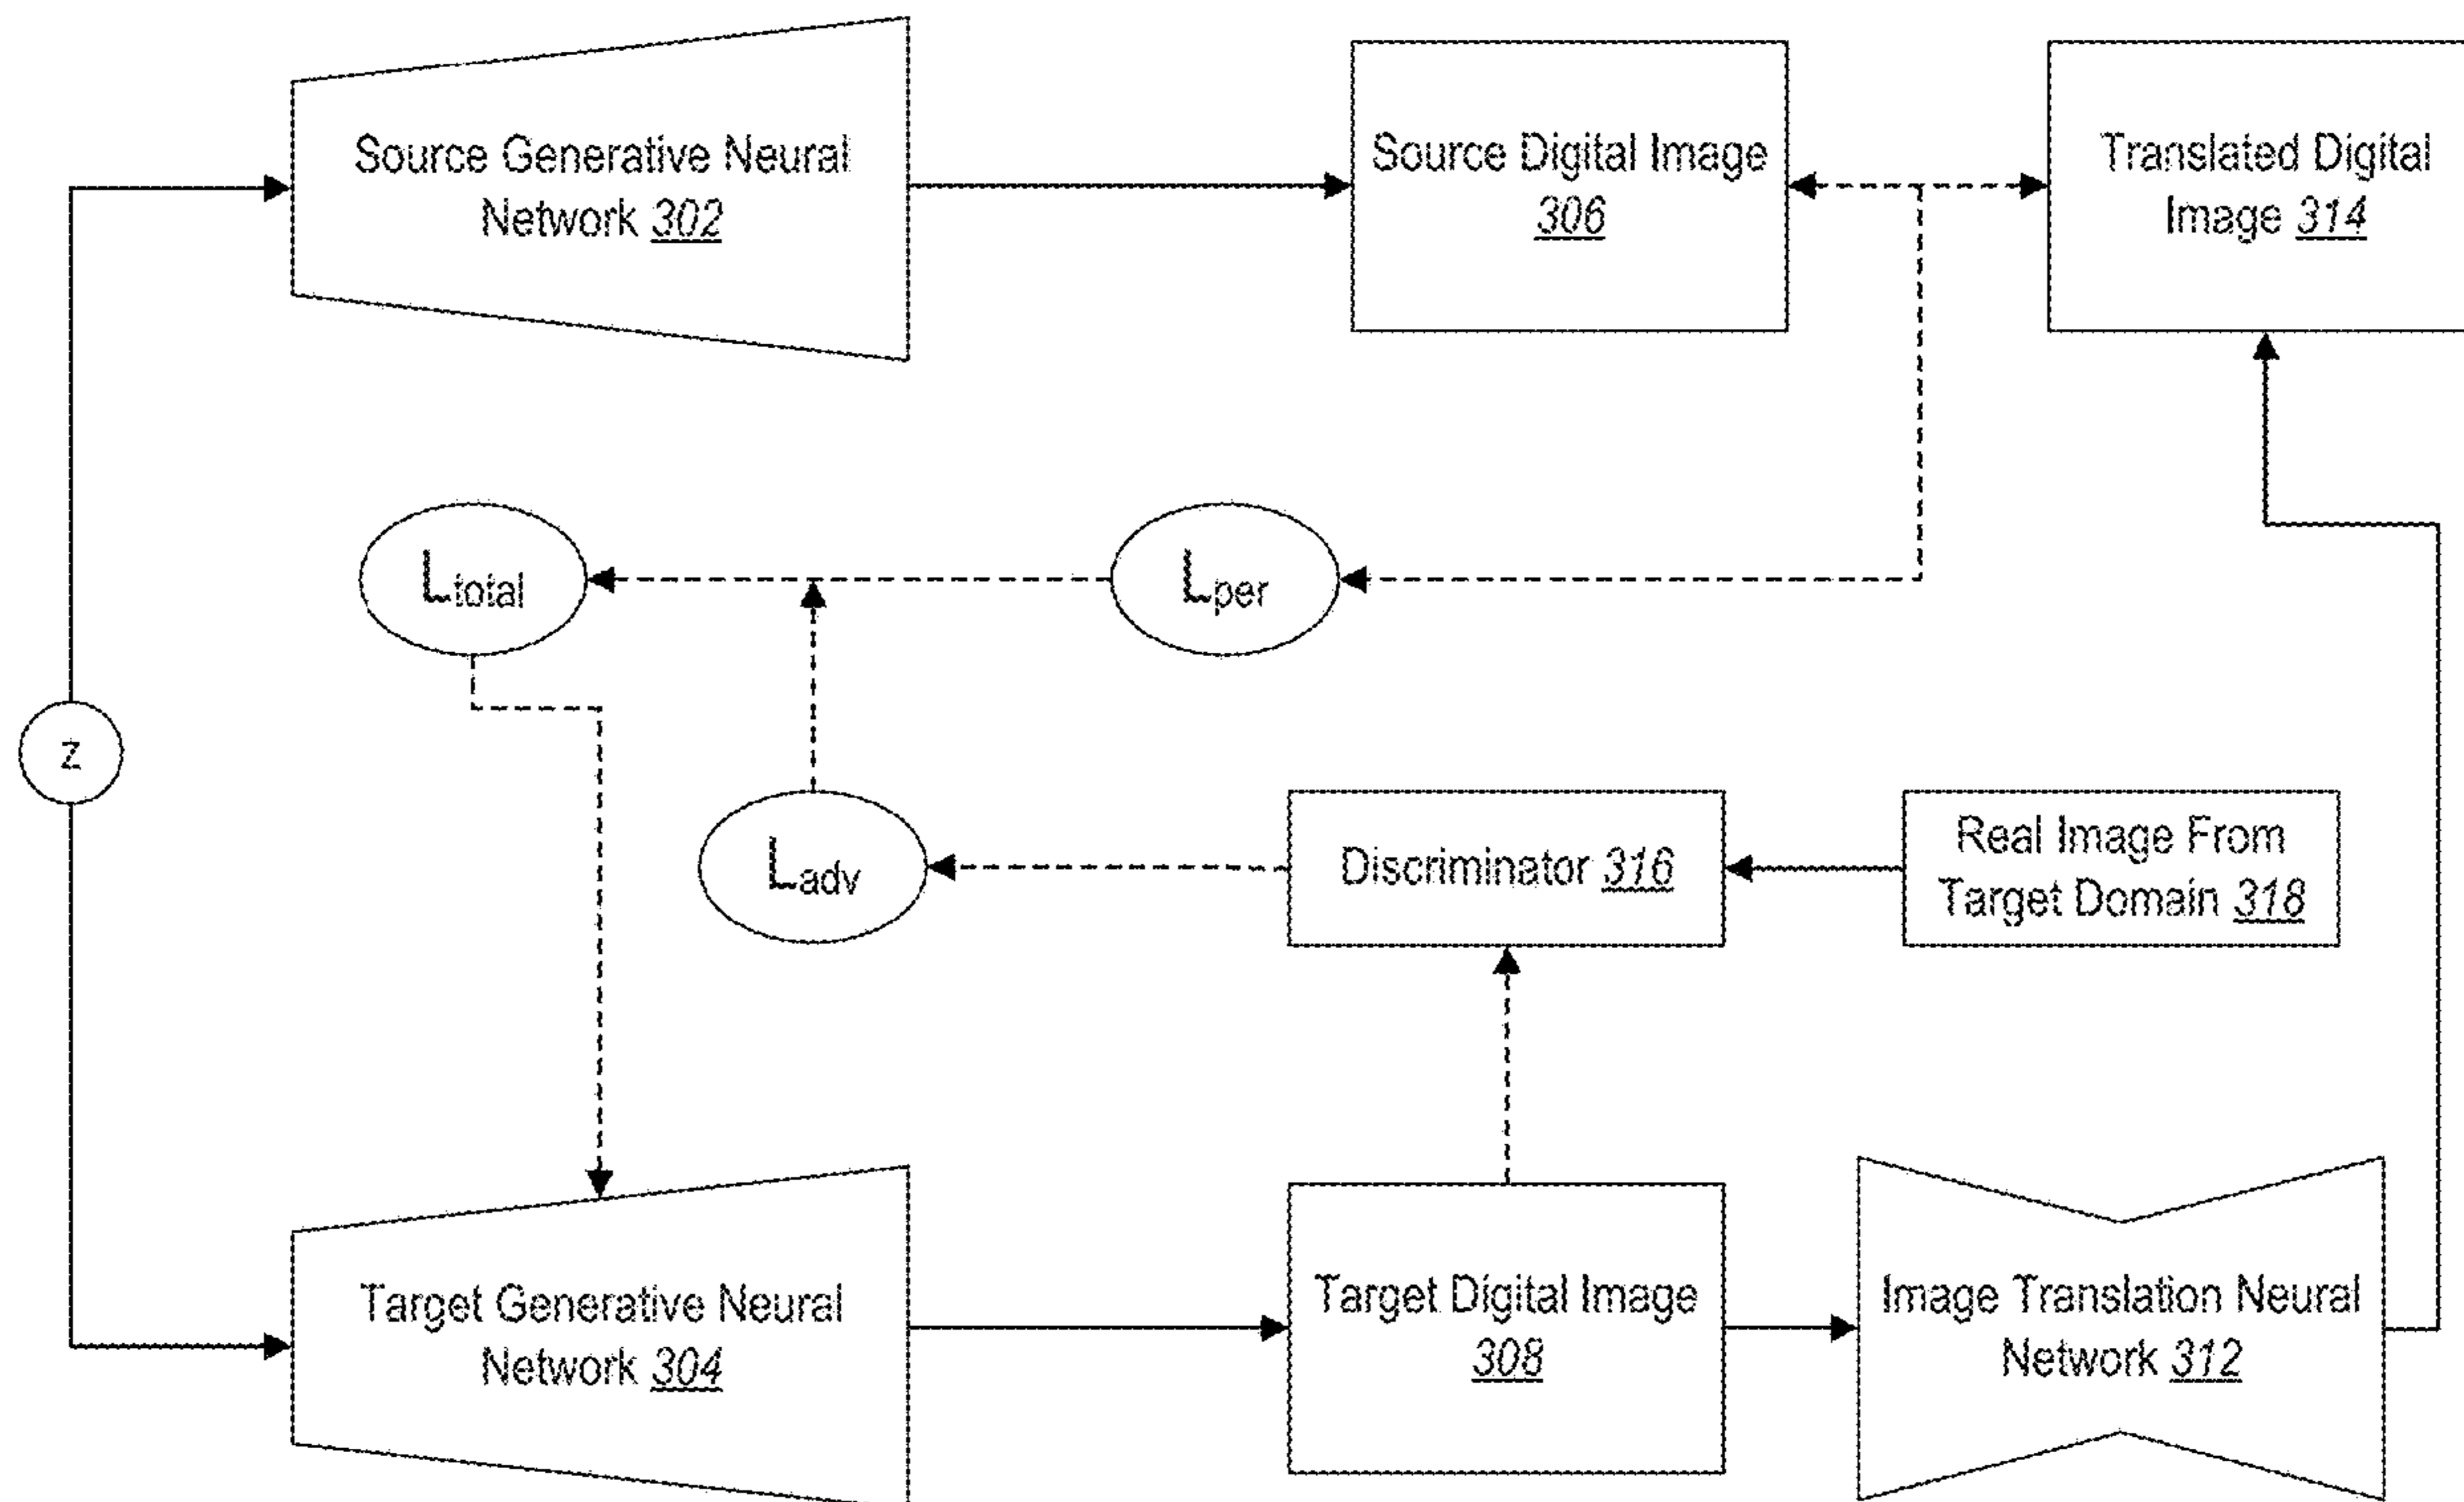 Source Generative Neural
Network 302
Source Digital Image
306
Translated Digital
Image 314
Ltotal
Lper
z
Ladv
Discriminator 316
Real Image From
Target Domain 318
Target Generative Neural
Network 304
Target Digital Image
308
Image Translation Neural
Network 312